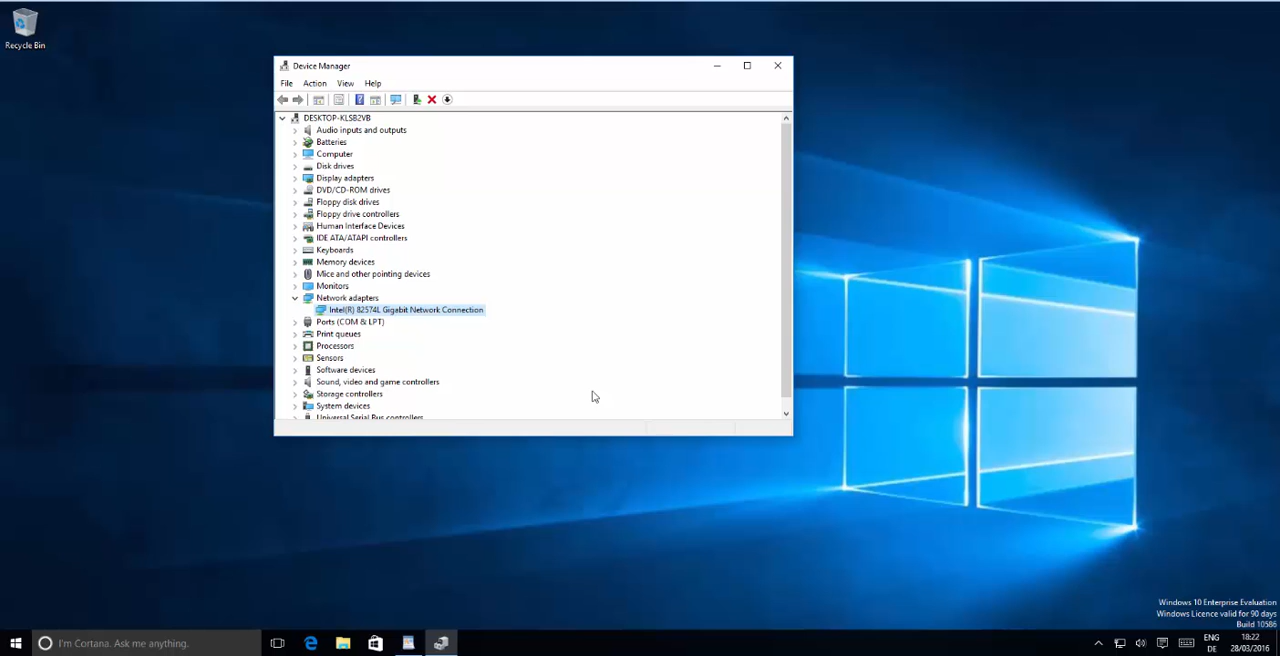 Recycle Bin
Device Manager
File Action View Help
DESKTOP-KLSB2VB
Audio inputs and outputs
Batteries
Computer
Disk drives
Display adapters
DVD/CD-ROM drives
Floppy disk drives
Floppy drive controllers
Human Interface Devices
IDE ATA/ATAPI controllers
Keyboards
Memory devices
Mice and other pointing devices
Monitors
Network adapters
Intel(R) 82574L Gigabit Network Connection
Ports (COM & LPT)
Print queues
Processors
Sensors
Software devices
Sound, video and game controllers
Storage controllers
System devices
Universal Serial Bus controllers
Windows 10 Enterprise Evaluation
Windows Licence valid for 90 days
Build 10586
I'm Cortana. Ask me anything.
ENG
DE
18:22
28/03/2016